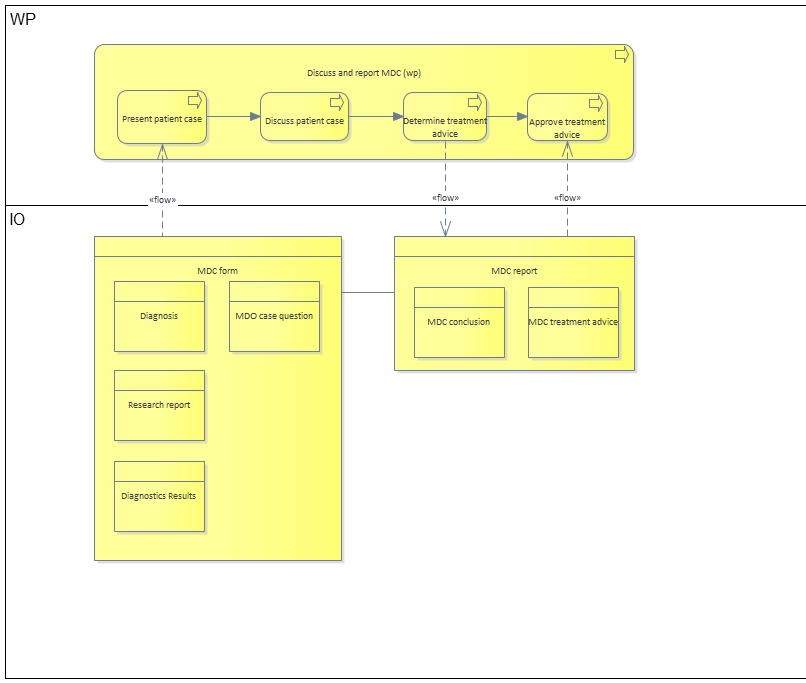 WP
Discuss and report MDC (wp)
Present patient case
Discuss patient case
Determine treatment
advice
Approve treatment
advice
«flow»
«flow»
«flow»
IO
MDC form
Diagnosis
MDO case question
Research report
Diagnostics Results
MDC report
MDC conclusion
MDC treatment advice